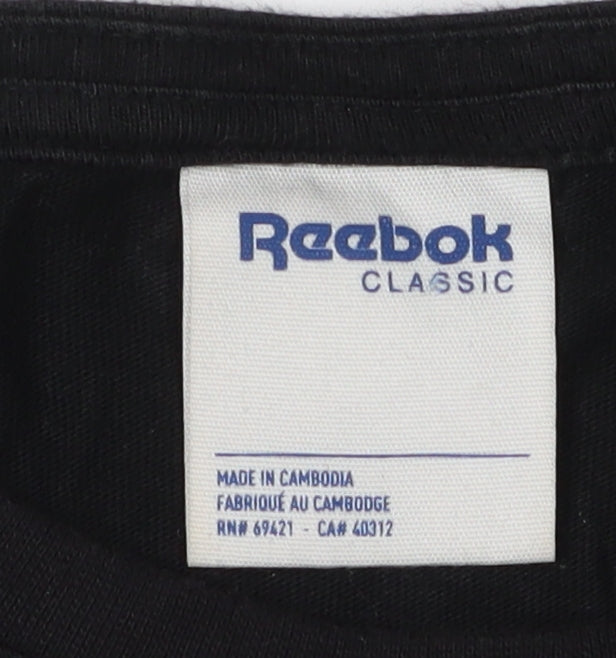 Reebok
CLASSIC
MADE IN CAMBODIA
FABRIQUÉ AU CAMBODGE
RN# 69421 - CA# 40312